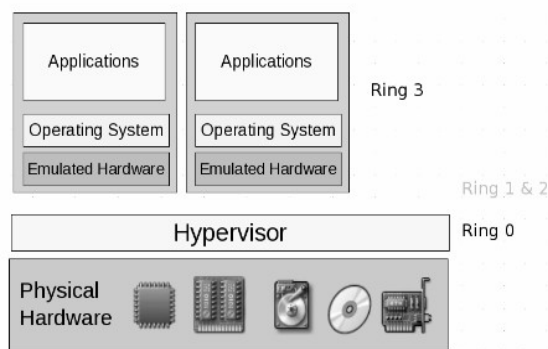 Applications
Applications
Ring 3
Operating System
Operating System
Emulated Hardware
Emulated Hardware
Ring 1 & 2
Hypervisor
Ring 0
Physical
Hardware